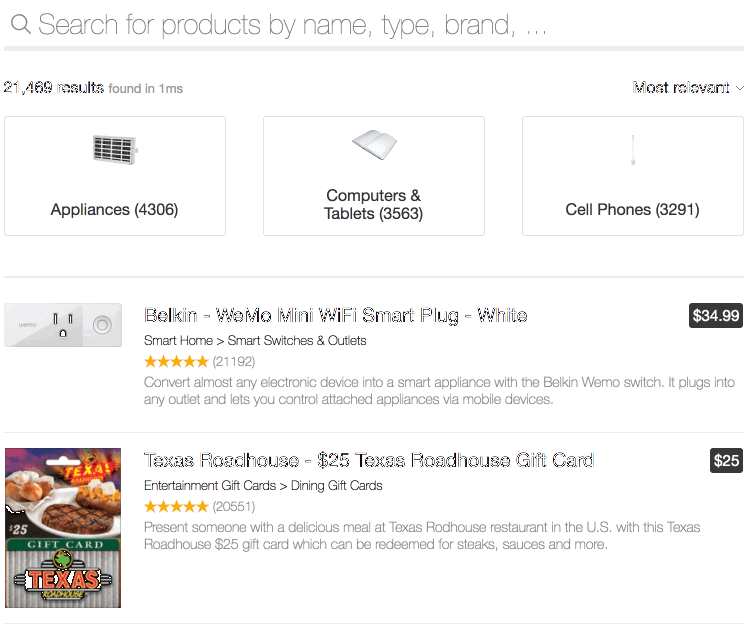 Search for products by name, type, brand, ...
21,469 results found in 1ms
Most relevant
Appliances (4306)
Computers &
Tablets (3563)
Cell Phones (3291)
wemo
Belkin - WeMo Mini WiFi Smart Plug - White
$34.99
Smart Home > Smart Switches & Outlets
(21192)
Convert almost any electronic device into a smart appliance with the Belkin Wemo switch. It plugs into
any outlet and lets you control attached appliances via mobile devices.
TEXAS
ROADHOUSE
$25
GIFT CARD
TEXAS
ROADHOUSE
Texas Roadhouse - $25 Texas Roadhouse Gift Card
$25
Entertainment Gift Cards > Dining Gift Cards
(20551)
Present someone with a delicious meal at Texas Rodhouse restaurant in the U.S. with this Texas
Roadhouse $25 gift card which can be redeemed for steaks, sauces and more.